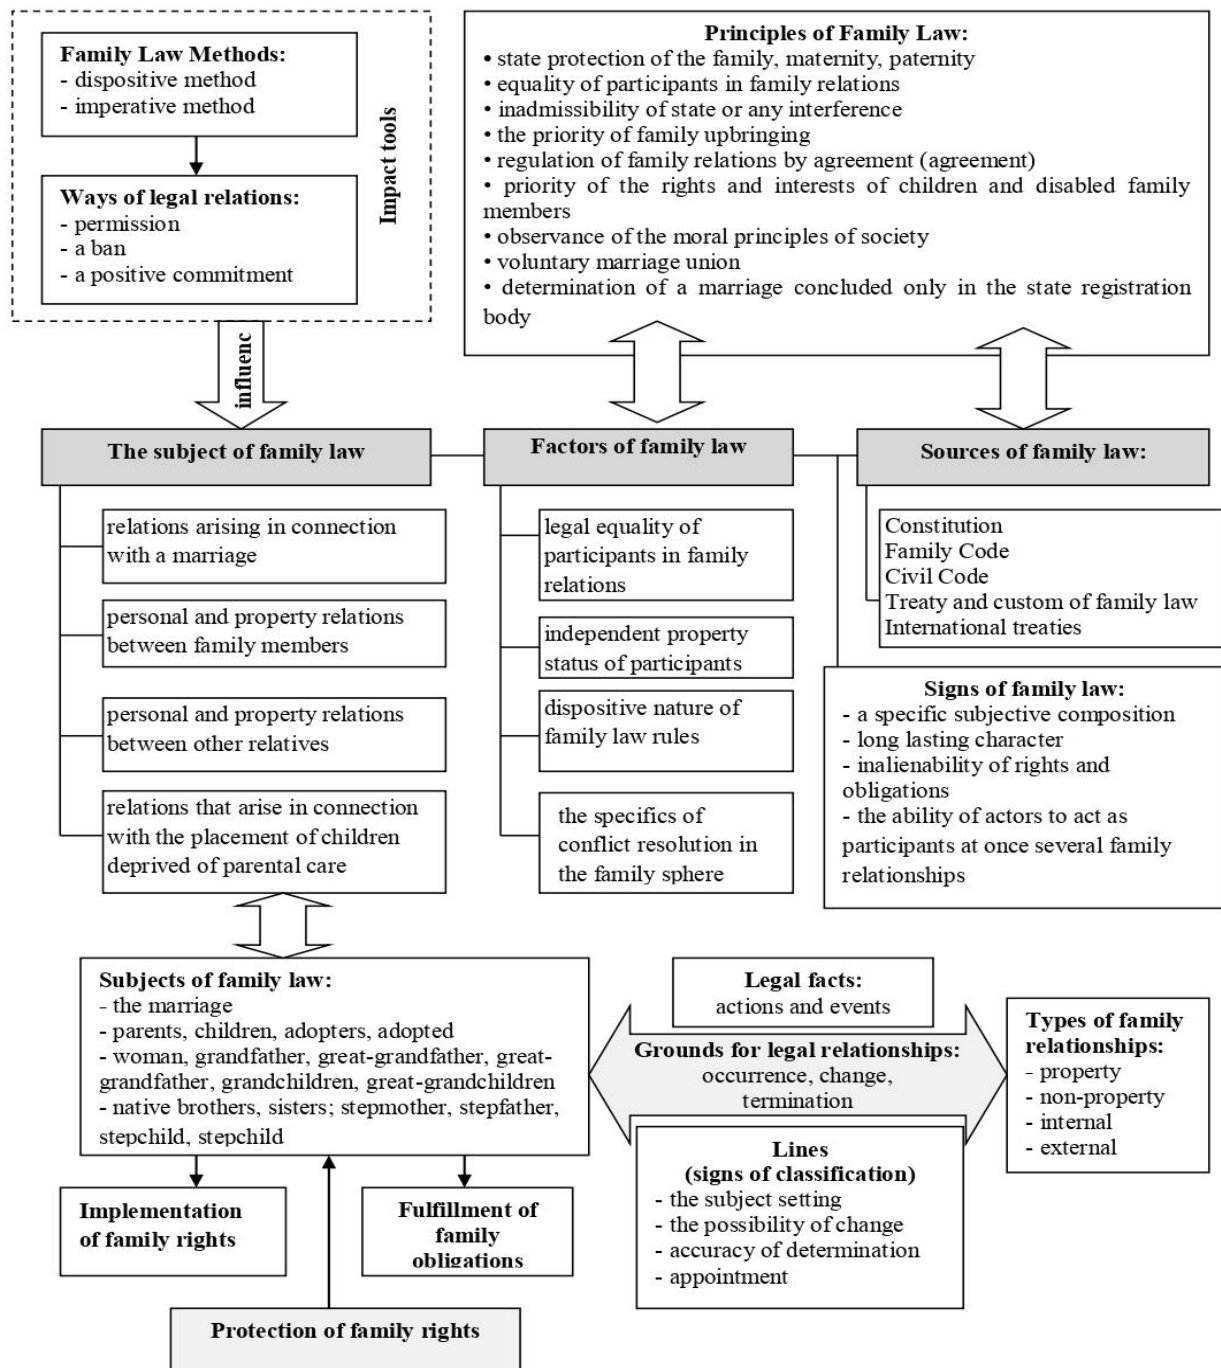 Family Law Methods:
- dispositive method
- imperative method
Ways of legal relations:
- permission
- a ban
- a positive commitment
Impact tools
Principles of Family Law:
• state protection of the family, maternity, paternity
• equality of participants in family relations
• inadmissibility of state or any interference
• the priority of family upbringing
• regulation of family relations by agreement (agreement)
• priority of the rights and interests of children and disabled family
members
• observance of the moral principles of society
• voluntary marriage union
• determination of a marriage concluded only in the state registration
body
influenc
The subject of family law
relations arising in connection
with a marriage
personal and property relations
between family members
personal and property relations
between other relatives
relations that arise in connection
with the placement of children
deprived of parental care
Factors of family law
legal equality of
participants in family
relations
independent property
status of participants
dispositive nature of
family law rules
the specifics of
conflict resolution in
the family sphere
Sources of family law:
Constitution
Family Code
Civil Code
Treaty and custom of family law
International treaties
Signs of family law:
- a specific subjective composition
- long lasting character
- inalienability of rights and
obligations
- the ability of actors to act as
participants at once several family
relationships
Subjects of family law:
- the marriage
- parents, children, adopters, adopted
- woman, grandfather, great-grandfather, great-
grandfather, grandchildren, great-grandchildren
- native brothers, sisters; stepmother, stepfather,
stepchild, stepchild
Legal facts:
actions and events
Grounds for legal relationships:
occurrence, change,
termination
Lines
(signs of classification)
- the subject setting
- the possibility of change
- accuracy of determination
- appointment
Types of family
relationships:
- property
- non-property
- internal
- external
Implementation
of family rights
Fulfillment of
family
obligations
Protection of family rights